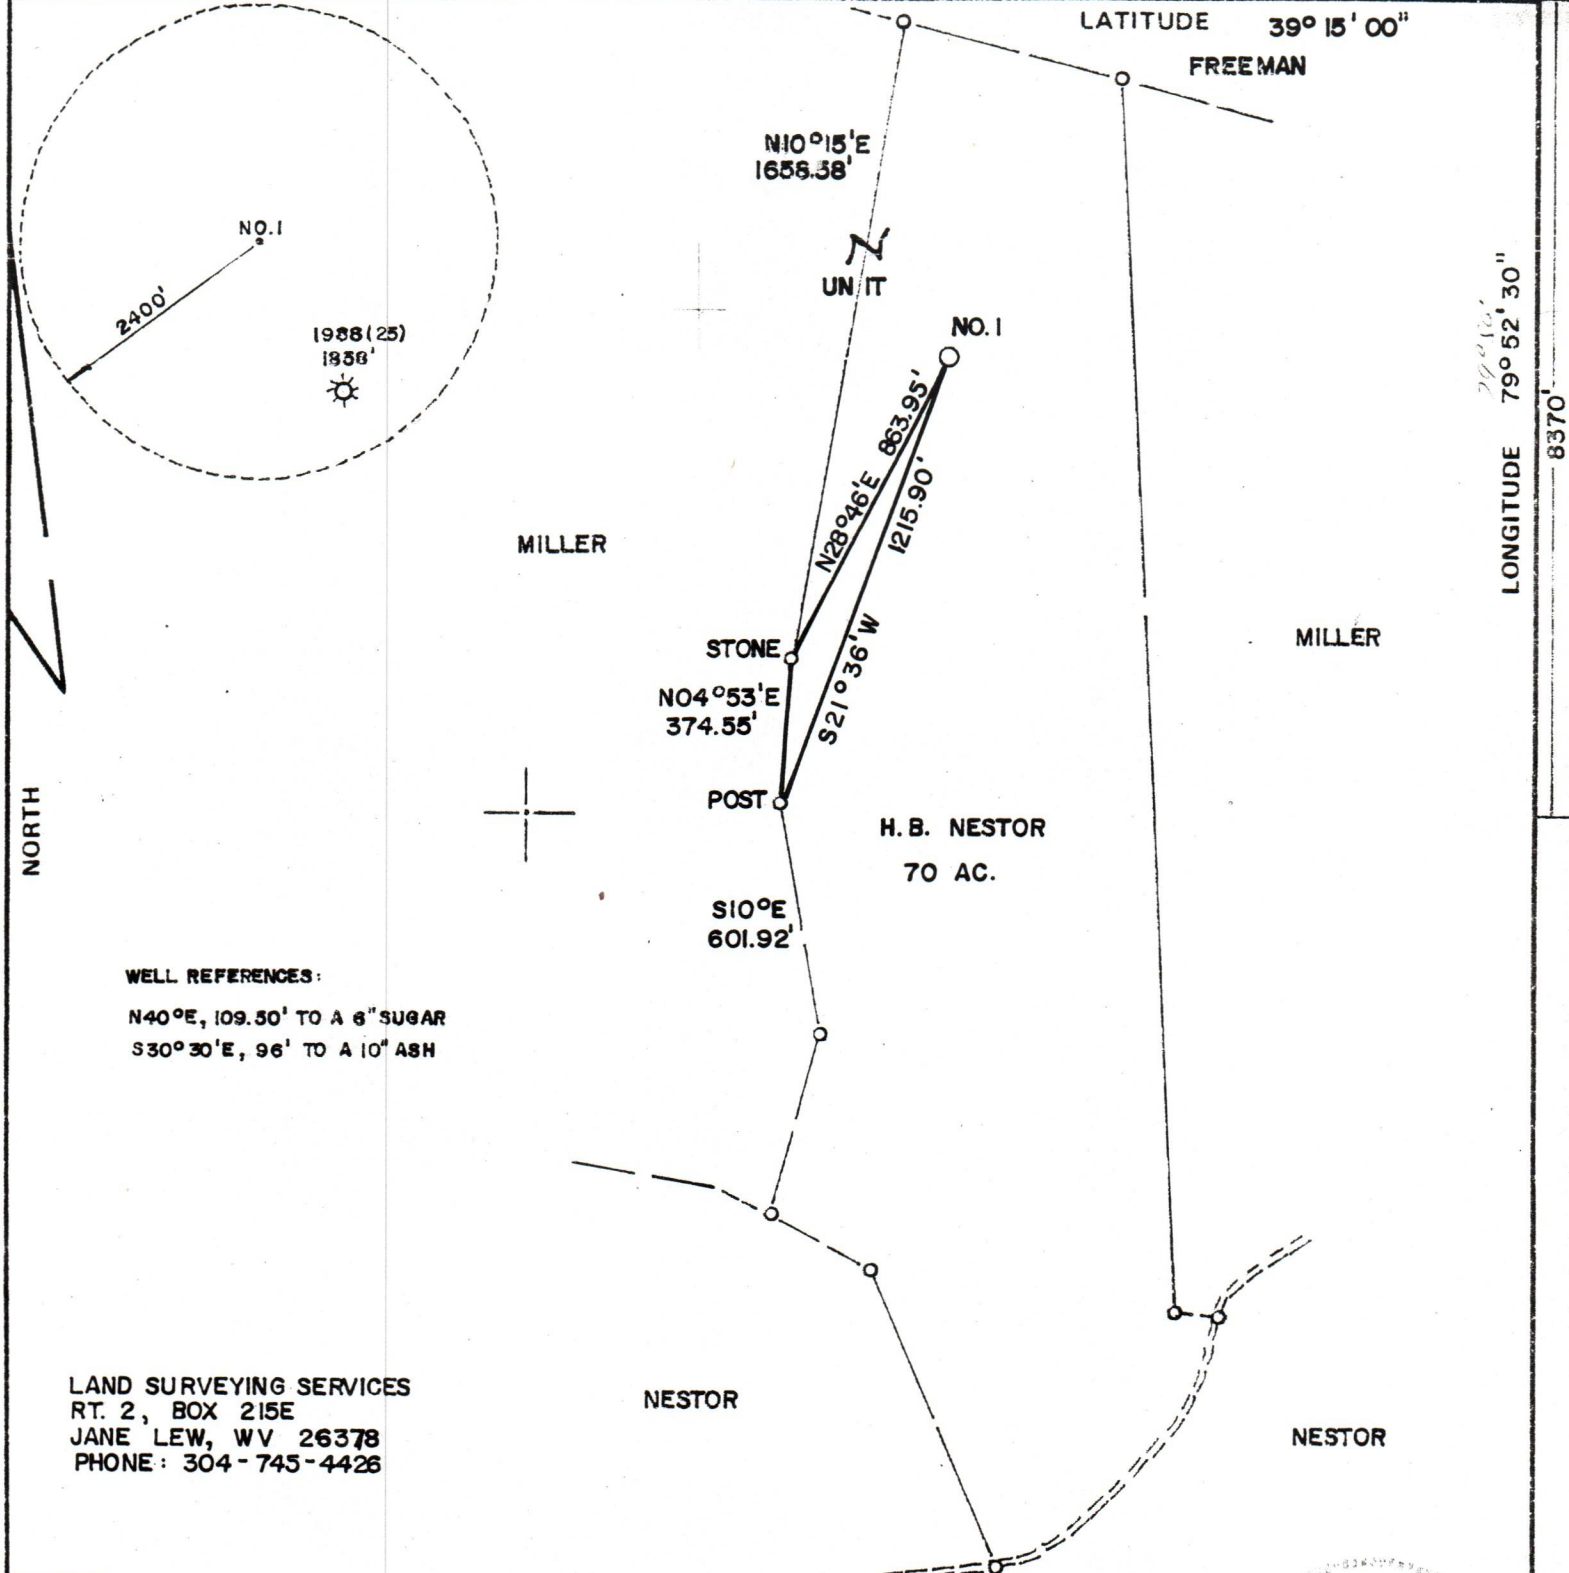 LATITUDE 39° 15' 00"
FREEMAN
N10°15'E
1658.58'
UNIT
NO. 1
NO. 1
2400'
1988(25)
1858'
N28°46'E 863.95'
S21°36'W 1215.90'
LONGITUDE 79° 52' 30"
8370'
MILLER
MILLER
STONE
N04°53'E
374.55'
POST
NORTH
H.B. NESTOR
70 AC.
S10°E
601.92'
WELL REFERENCES:
N40°E, 109.50' TO A 6" SUGAR
S30°30'E, 96' TO A 10" ASH
LAND SURVEYING SERVICES
RT. 2, BOX 215E
JANE LEW, WV 26378
PHONE: 304-745-4426
NESTOR
NESTOR